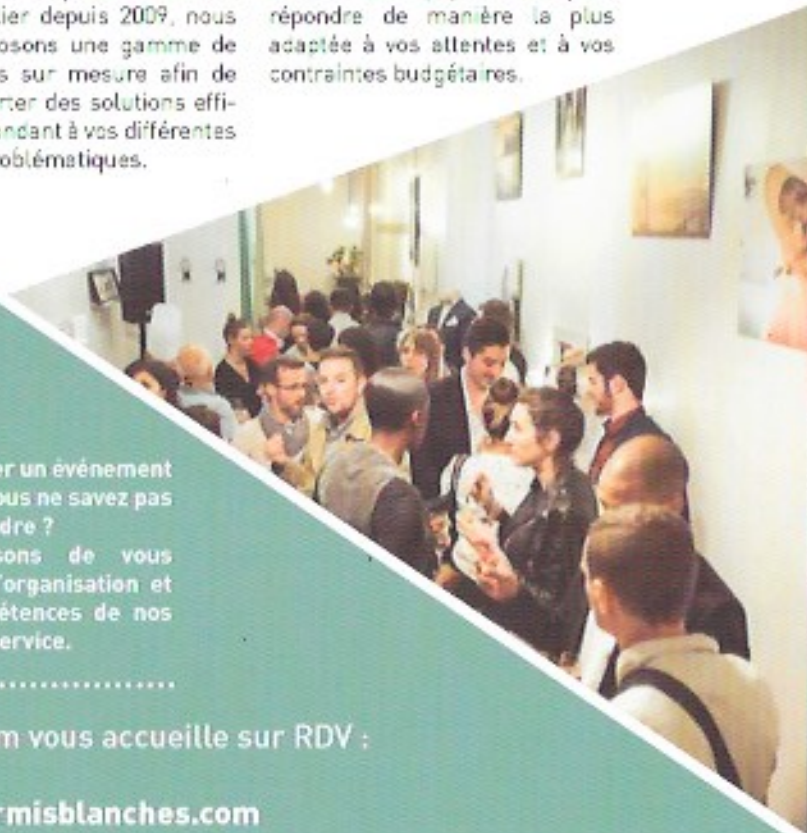 ier depuis 2009, nous
osons une gamme de
s sur mesure afin de
rter des solutions effi-
ndant à vos différentes
oblématiques.
répondre de manière la plus
adaptée à vos attentes et à vos
contraintes budgétaires.
er un événement
ous ne savez pas
dre ?
sons de vous
'organisation et
étences de nos
ervice.
m vous accueille sur RDV :
rmisblanches.com